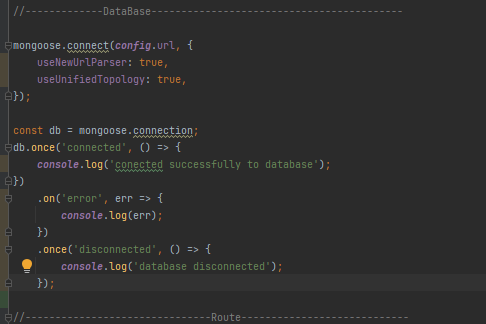 //-------------DataBase------------------------------------------
mongoose.connect(config.url, {
    useNewUrlParser: true,
    useUnifiedTopology: true,
});
const db = mongoose.connection;
db.once('connected', () => {
    console.log('conected successfully to database');
})
    .on('error', err => {
        console.log(err);
    })
    .once('disconnected', () => {
        console.log('database disconnected');
    });
//-------------------------------Route----------------------------